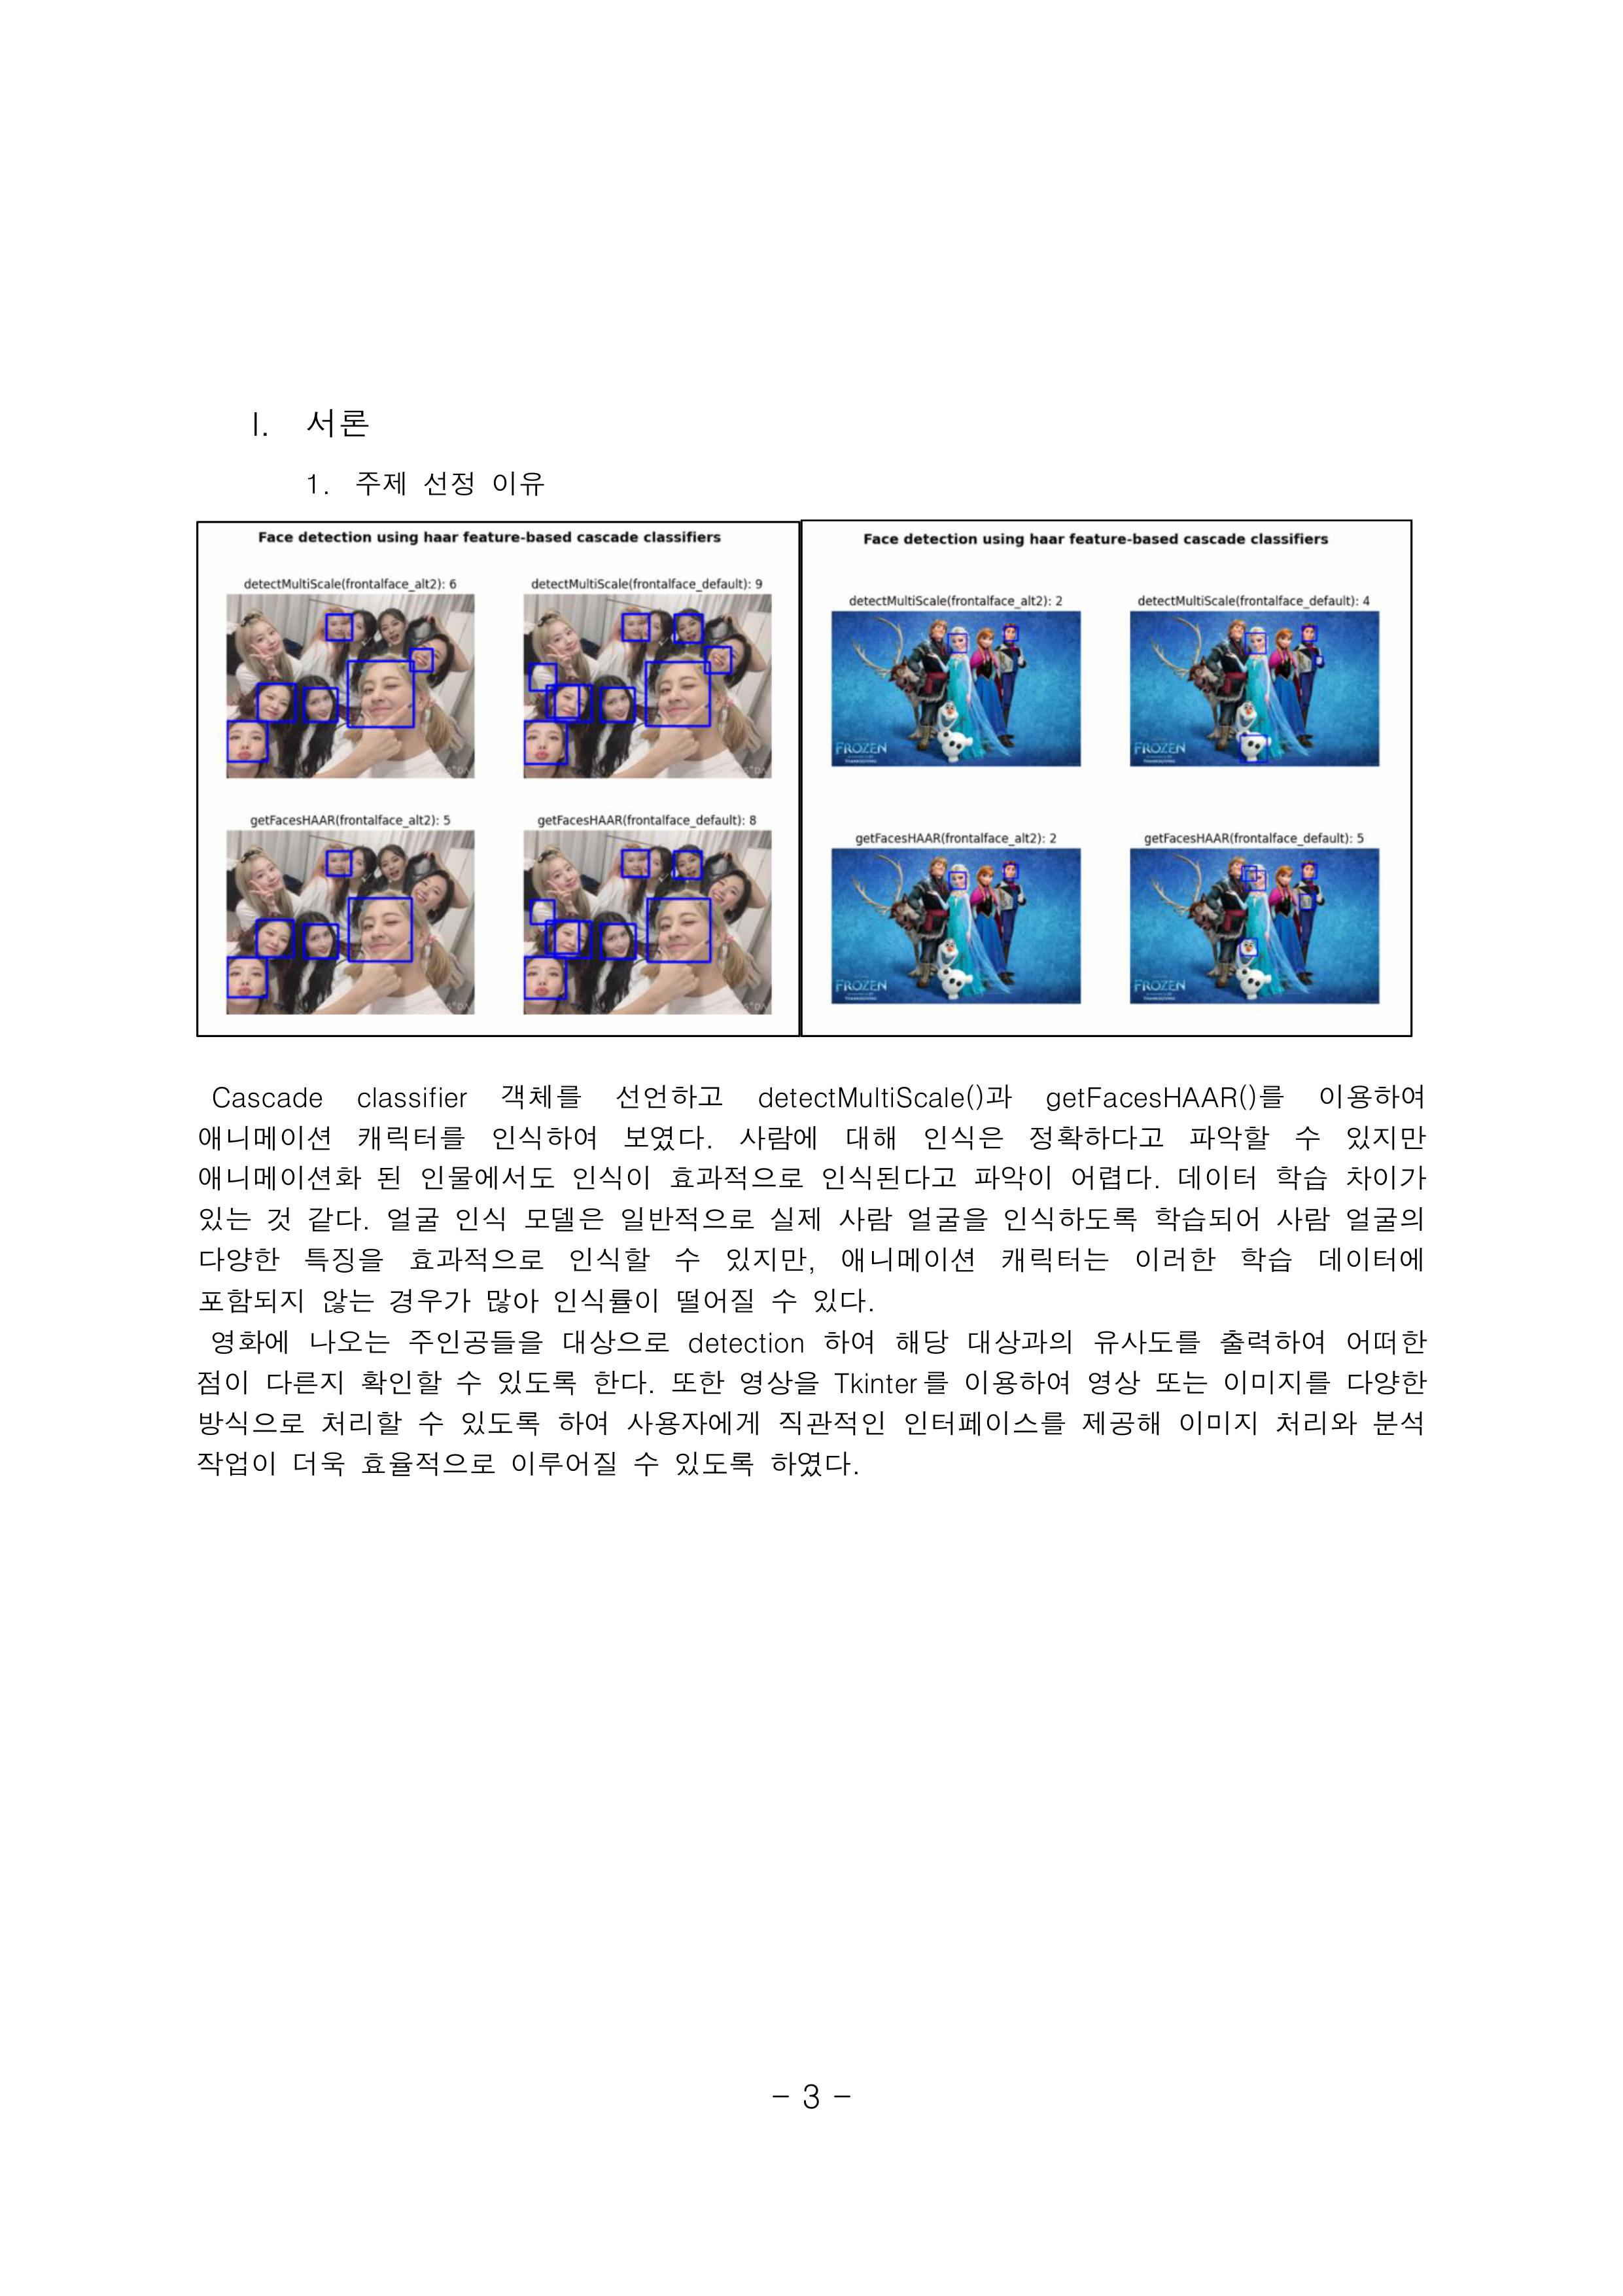 I. 서론
1. 주제 선정 이유
Face detection using haar feature-based cascade classifiers
detectMultiScale(frontalface_alt2): 6
detectMultiScale(frontalface_default): 9
getFacesHAAR(frontalface_alt2): 5
getFacesHAAR(frontalface_default): 8
Face detection using haar feature-based cascade classifiers
detectMultiScale(frontalface_alt2): 2
detectMultiScale(frontalface_default): 4
FROZEN
FROZEN
getFacesHAAR(frontalface_alt2): 2
getFacesHAAR(frontalface_default): 5
FROZEN
FROZEN
Cascade classifier 객체를 선언하고 detectMultiScale()과 getFacesHAAR()를 이용하여
애니메이션 캐릭터를 인식하여 보였다. 사람에 대해 인식은 정확하다고 파악할 수 있지만
애니메이션화 된 인물에서도 인식이 효과적으로 인식된다고 파악이 어렵다. 데이터 학습 차이가
있는 것 같다. 얼굴 인식 모델은 일반적으로 실제 사람 얼굴을 인식하도록 학습되어 사람 얼굴의
다양한 특징을 효과적으로 인식할 수 있지만, 애니메이션 캐릭터는 이러한 학습 데이터에
포함되지 않는 경우가 많아 인식률이 떨어질 수 있다.
영화에 나오는 주인공들을 대상으로 detection 하여 해당 대상과의 유사도를 출력하여 어떠한
점이 다른지 확인할 수 있도록 한다. 또한 영상을 Tkinter를 이용하여 영상 또는 이미지를 다양한
방식으로 처리할 수 있도록 하여 사용자에게 직관적인 인터페이스를 제공해 이미지 처리와 분석
작업이 더욱 효율적으로 이루어질 수 있도록 하였다.
- 3 -